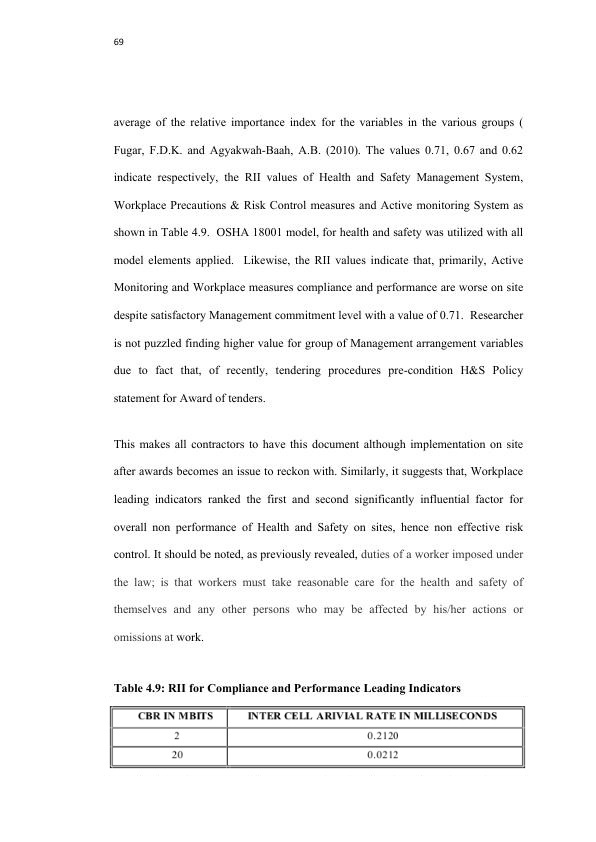 69
average of the relative importance index for the variables in the various groups (
Fugar, F.D.K. and Agyakwah-Baah, A.B. (2010). The values 0.71, 0.67 and 0.62
indicate respectively, the RII values of Health and Safety Management System,
Workplace Precautions & Risk Control measures and Active monitoring System as
shown in Table 4.9. OSHA 18001 model, for health and safety was utilized with all
model elements applied. Likewise, the RII values indicate that, primarily, Active
Monitoring and Workplace measures compliance and performance are worse on site
despite satisfactory Management commitment level with a value of 0.71. Researcher
is not puzzled finding higher value for group of Management arrangement variables
due to fact that, of recently, tendering procedures pre-condition H&S Policy
statement for Award of tenders.
This makes all contractors to have this document although implementation on site
after awards becomes an issue to reckon with. Similarly, it suggests that, Workplace
leading indicators ranked the first and second significantly influential factor for
overall non performance of Health and Safety on sites, hence non effective risk
control. It should be noted, as previously revealed, duties of a worker imposed under
the law; is that workers must take reasonable care for the health and safety of
themselves and any other persons who may be affected by his/her actions or
omissions at work.
Table 4.9: RII for Compliance and Performance Leading Indicators
CBR IN MBITS INTER CELL ARIVIAL RATE IN MILLISECONDS
2 0.2120
20 0.0212